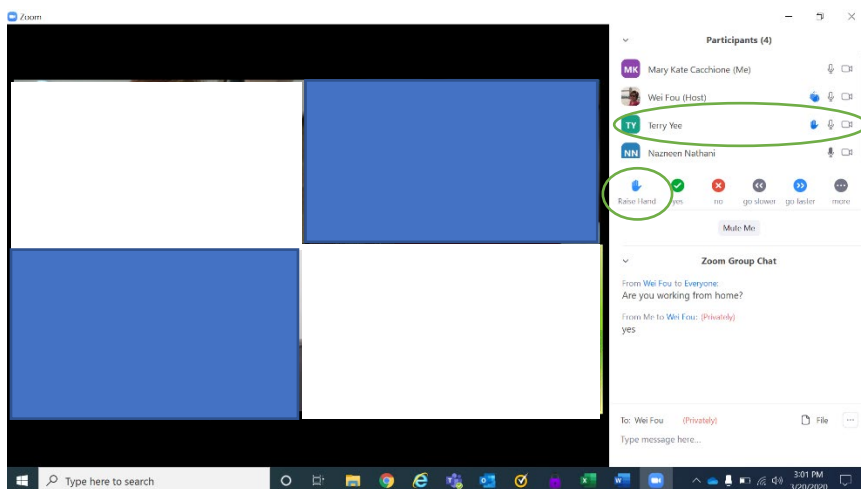 Zoom
Participants (4)
MK Mary Kate Cacchione (Me)
Wei Fou (Host)
TY Terry Yee
NN Nazneen Nathani
Raise Hand yes no go slower go faster more
Mute Me
Zoom Group Chat
From Wei Fou to Everyone:
Are you working from home?
From Me to Wei Fou: (Privately)
yes
To: Wei Fou (Privately) File
Type message here...
Type here to search
3:01 PM
3/20/2020